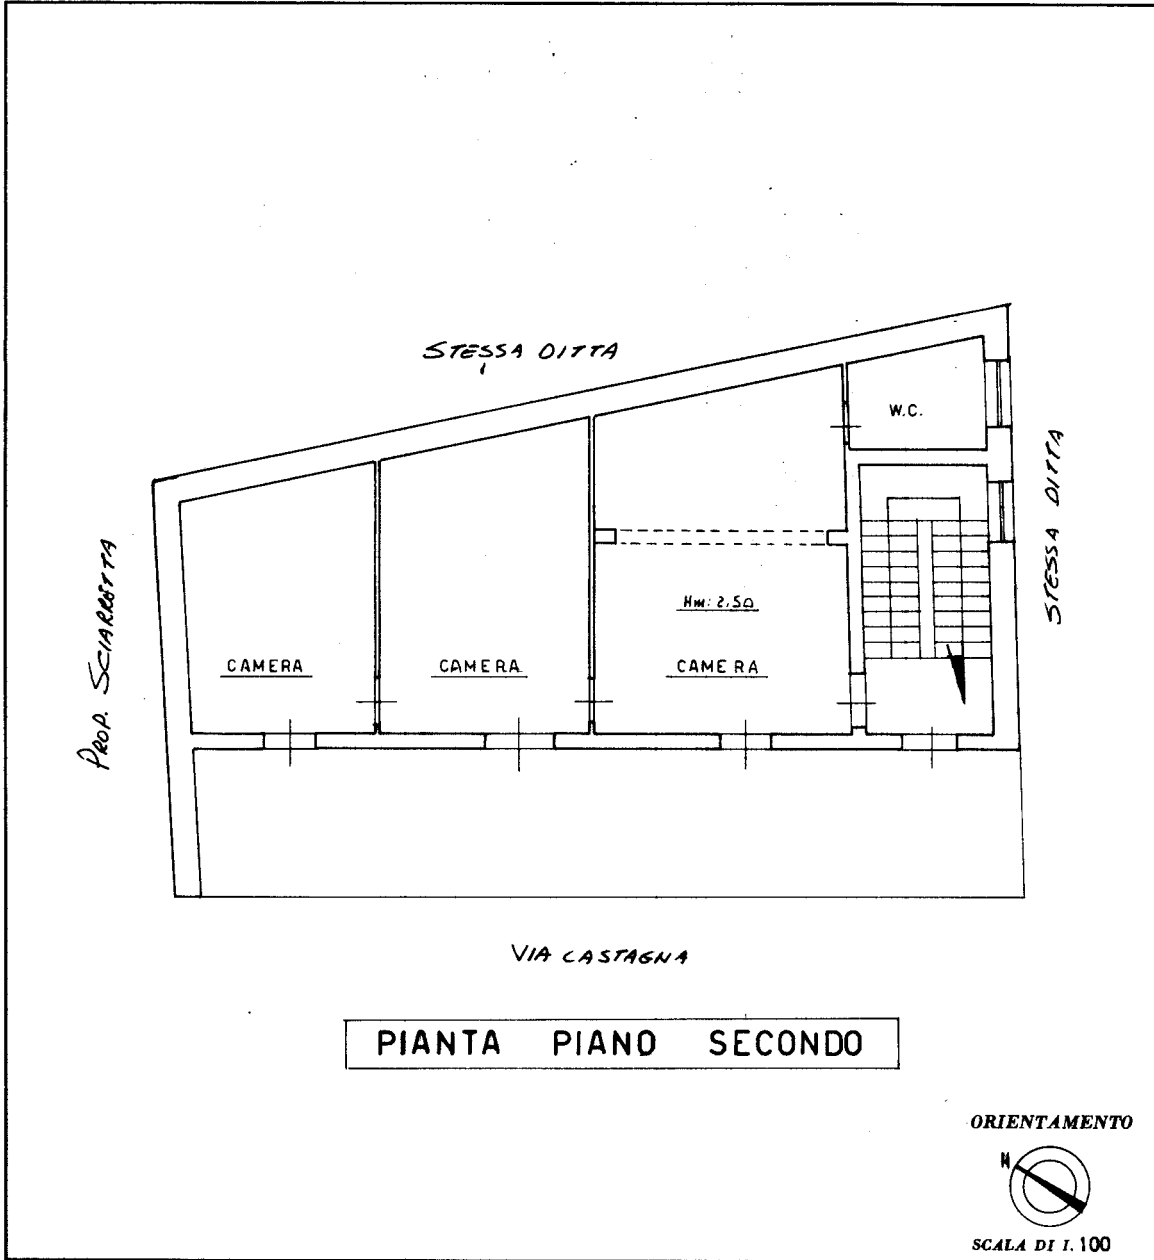 STESSA DITTA
W.C.
STESSA DITTA
PROP. SCIARROTTA
Hm: 2,50
CAMERA
CAMERA
CAMERA
VIA CASTAGNA
PIANTA PIANO SECONDO
ORIENTAMENTO
N
SCALA DI 1.100